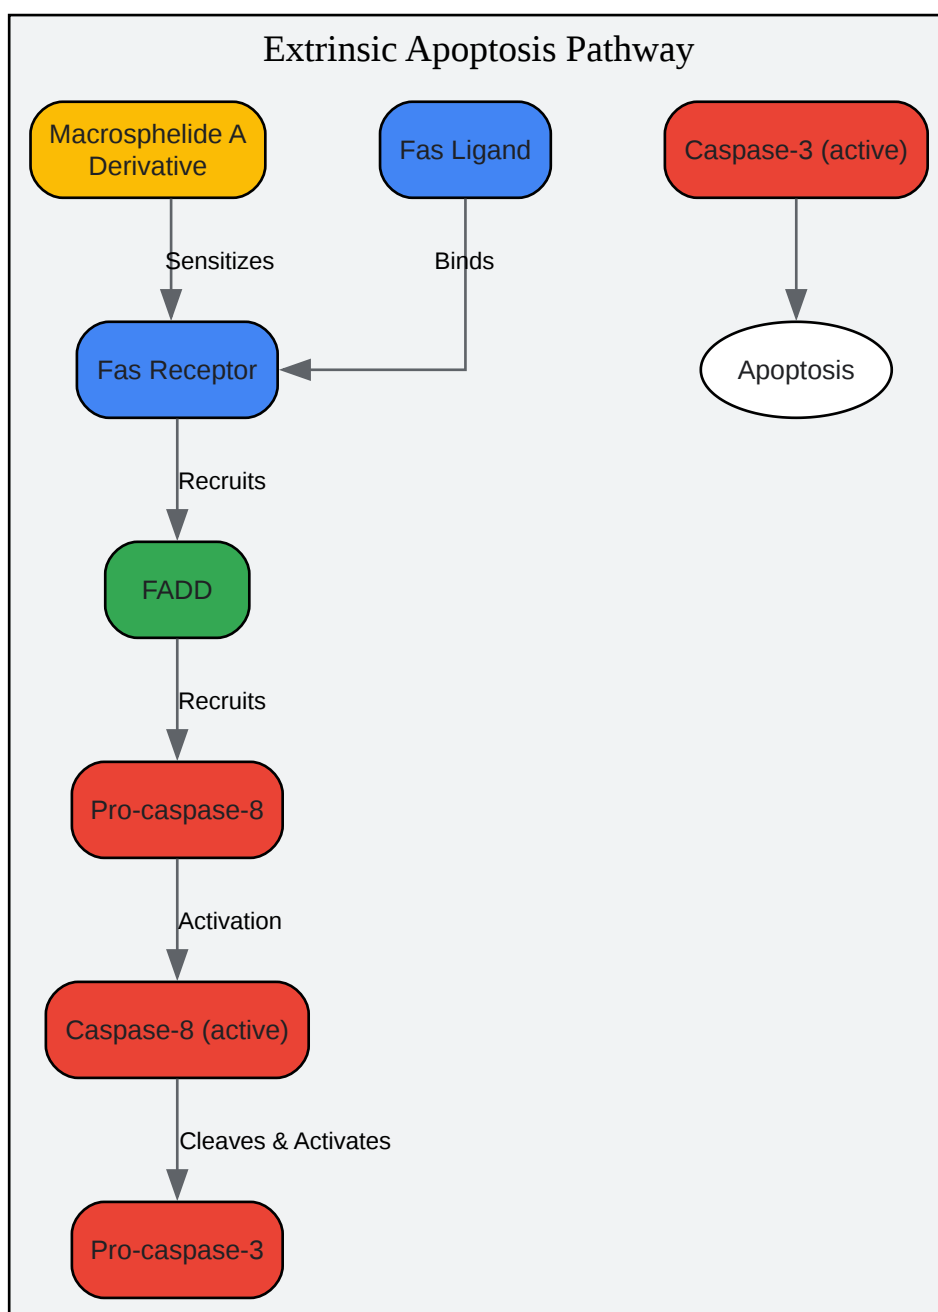 Extrinsic Apoptosis Pathway
Macrosphelide A
Derivative
Fas Ligand
Caspase-3 (active)
Sensitizes
Binds
Fas Receptor
Apoptosis
Recruits
FADD
Recruits
Pro-caspase-8
Activation
Caspase-8 (active)
Cleaves & Activates
Pro-caspase-3